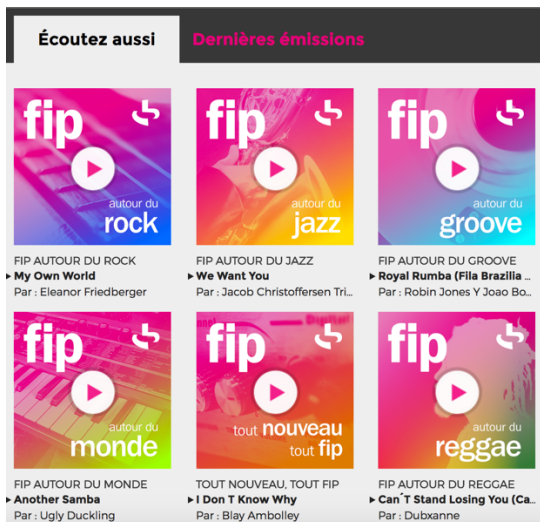 Écoutez aussi
Dernières émissions
fip
autour du
rock
fip
autour du
jazz
fip
autour du
groove
FIP AUTOUR DU ROCK
My Own World
Par : Eleanor Friedberger
FIP AUTOUR DU JAZZ
We Want You
Par : Jacob Christoffersen Tri...
FIP AUTOUR DU GROOVE
Royal Rumba (Fila Brazilia ...
Par : Robin Jones Y Joao Bo...
fip
autour du
monde
fip
tout nouveau
tout fip
fip
autour du
reggae
FIP AUTOUR DU MONDE
Another Samba
Par : Ugly Duckling
TOUT NOUVEAU, TOUT FIP
I Don T Know Why
Par : Blay Ambolley
FIP AUTOUR DU REGGAE
Can´T Stand Losing You (Ca...
Par : Dubxanne